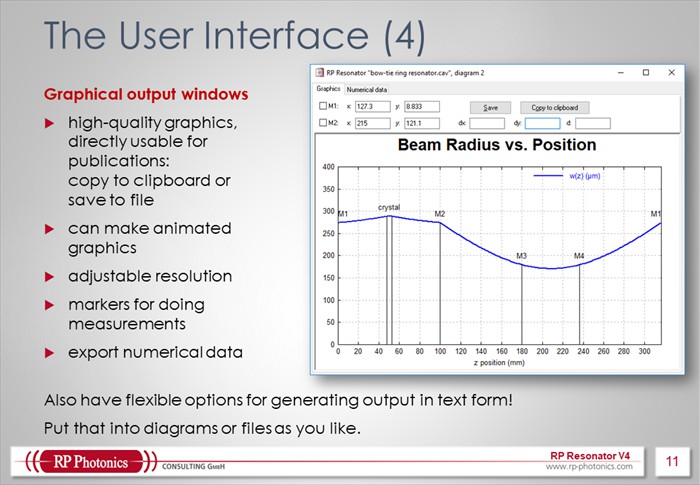 The User Interface (4)
Graphical output windows
high-quality graphics,
directly usable for
publications:
copy to clipboard or
save to file
can make animated
graphics
adjustable resolution
markers for doing
measurements
export numerical data
RP Resonator "bow-tie ring resonator.cav", diagram 2
Graphics Numerical data
M1: x: 127.3 y: 8.833 Save Copy to clipboard
M2: x: 215 y: 121.1 dx: dy: d:
Beam Radius vs. Position
400
350
300
250
200
150
100
50
0
w(z) (µm)
M1 crystal M2 M3 M4 M1
0 20 40 60 80 100 120 140 160 180 200 220 240 260 280 300
z position (mm)
Also have flexible options for generating output in text form!
Put that into diagrams or files as you like.
RP Photonics CONSULTING GmbH
RP Resonator V4
www.rp-photonics.com
11